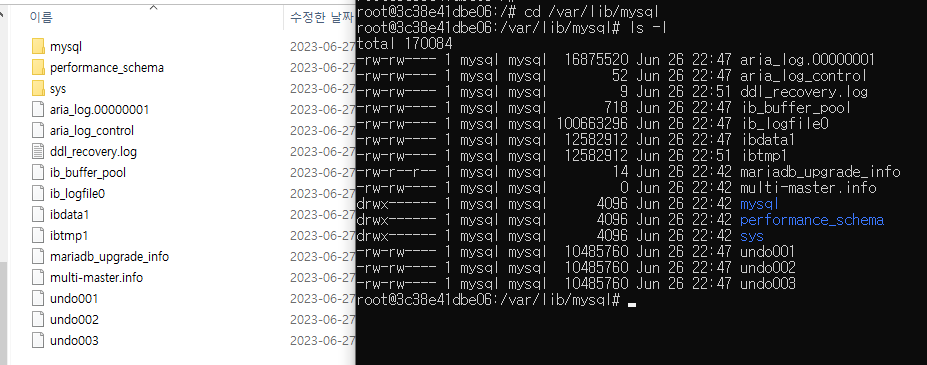 이름
수정한 날짜
mysql
2023-06-27
performance_schema
2023-06-27
sys
2023-06-27
aria_log.00000001
2023-06-27
aria_log_control
2023-06-27
ddl_recovery.log
2023-06-27
ib_buffer_pool
2023-06-27
ib_logfile0
2023-06-27
ibdata1
2023-06-27
ibtmp1
2023-06-27
mariadb_upgrade_info
2023-06-27
multi-master.info
2023-06-27
undo001
2023-06-27
undo002
2023-06-27
undo003
2023-06-27
root@3c38e41dbe06:/# cd /var/lib/mysql
root@3c38e41dbe06:/var/lib/mysql# ls -l
total 170084
-rw-rw---- 1 mysql mysql  16875520 Jun 26 22:47 aria_log.00000001
-rw-rw---- 1 mysql mysql        52 Jun 26 22:47 aria_log_control
-rw-rw---- 1 mysql mysql         9 Jun 26 22:51 ddl_recovery.log
-rw-rw---- 1 mysql mysql       718 Jun 26 22:47 ib_buffer_pool
-rw-rw---- 1 mysql mysql 100663296 Jun 26 22:47 ib_logfile0
-rw-rw---- 1 mysql mysql  12582912 Jun 26 22:47 ibdata1
-rw-rw---- 1 mysql mysql  12582912 Jun 26 22:51 ibtmp1
-rw-r--r-- 1 mysql mysql        14 Jun 26 22:42 mariadb_upgrade_info
-rw-rw---- 1 mysql mysql         0 Jun 26 22:42 multi-master.info
drwx------ 1 mysql mysql      4096 Jun 26 22:42 mysql
drwx------ 1 mysql mysql      4096 Jun 26 22:42 performance_schema
drwx------ 1 mysql mysql      4096 Jun 26 22:42 sys
-rw-rw---- 1 mysql mysql  10485760 Jun 26 22:47 undo001
-rw-rw---- 1 mysql mysql  10485760 Jun 26 22:47 undo002
-rw-rw---- 1 mysql mysql  10485760 Jun 26 22:47 undo003
root@3c38e41dbe06:/var/lib/mysql#